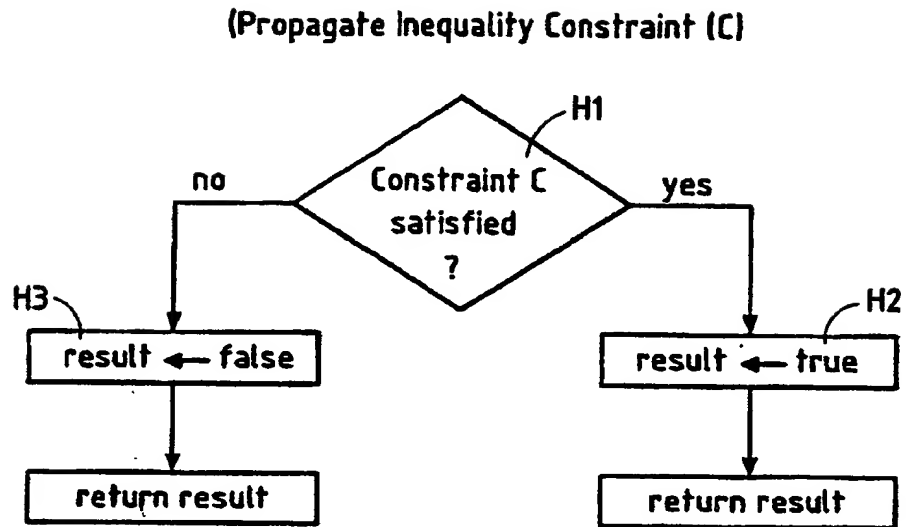 (Propagate Inequality Constraint (C)
H1
Constraint C
satisfied
?
no
yes
H3
H2
result ← false
result ← true
return result
return result